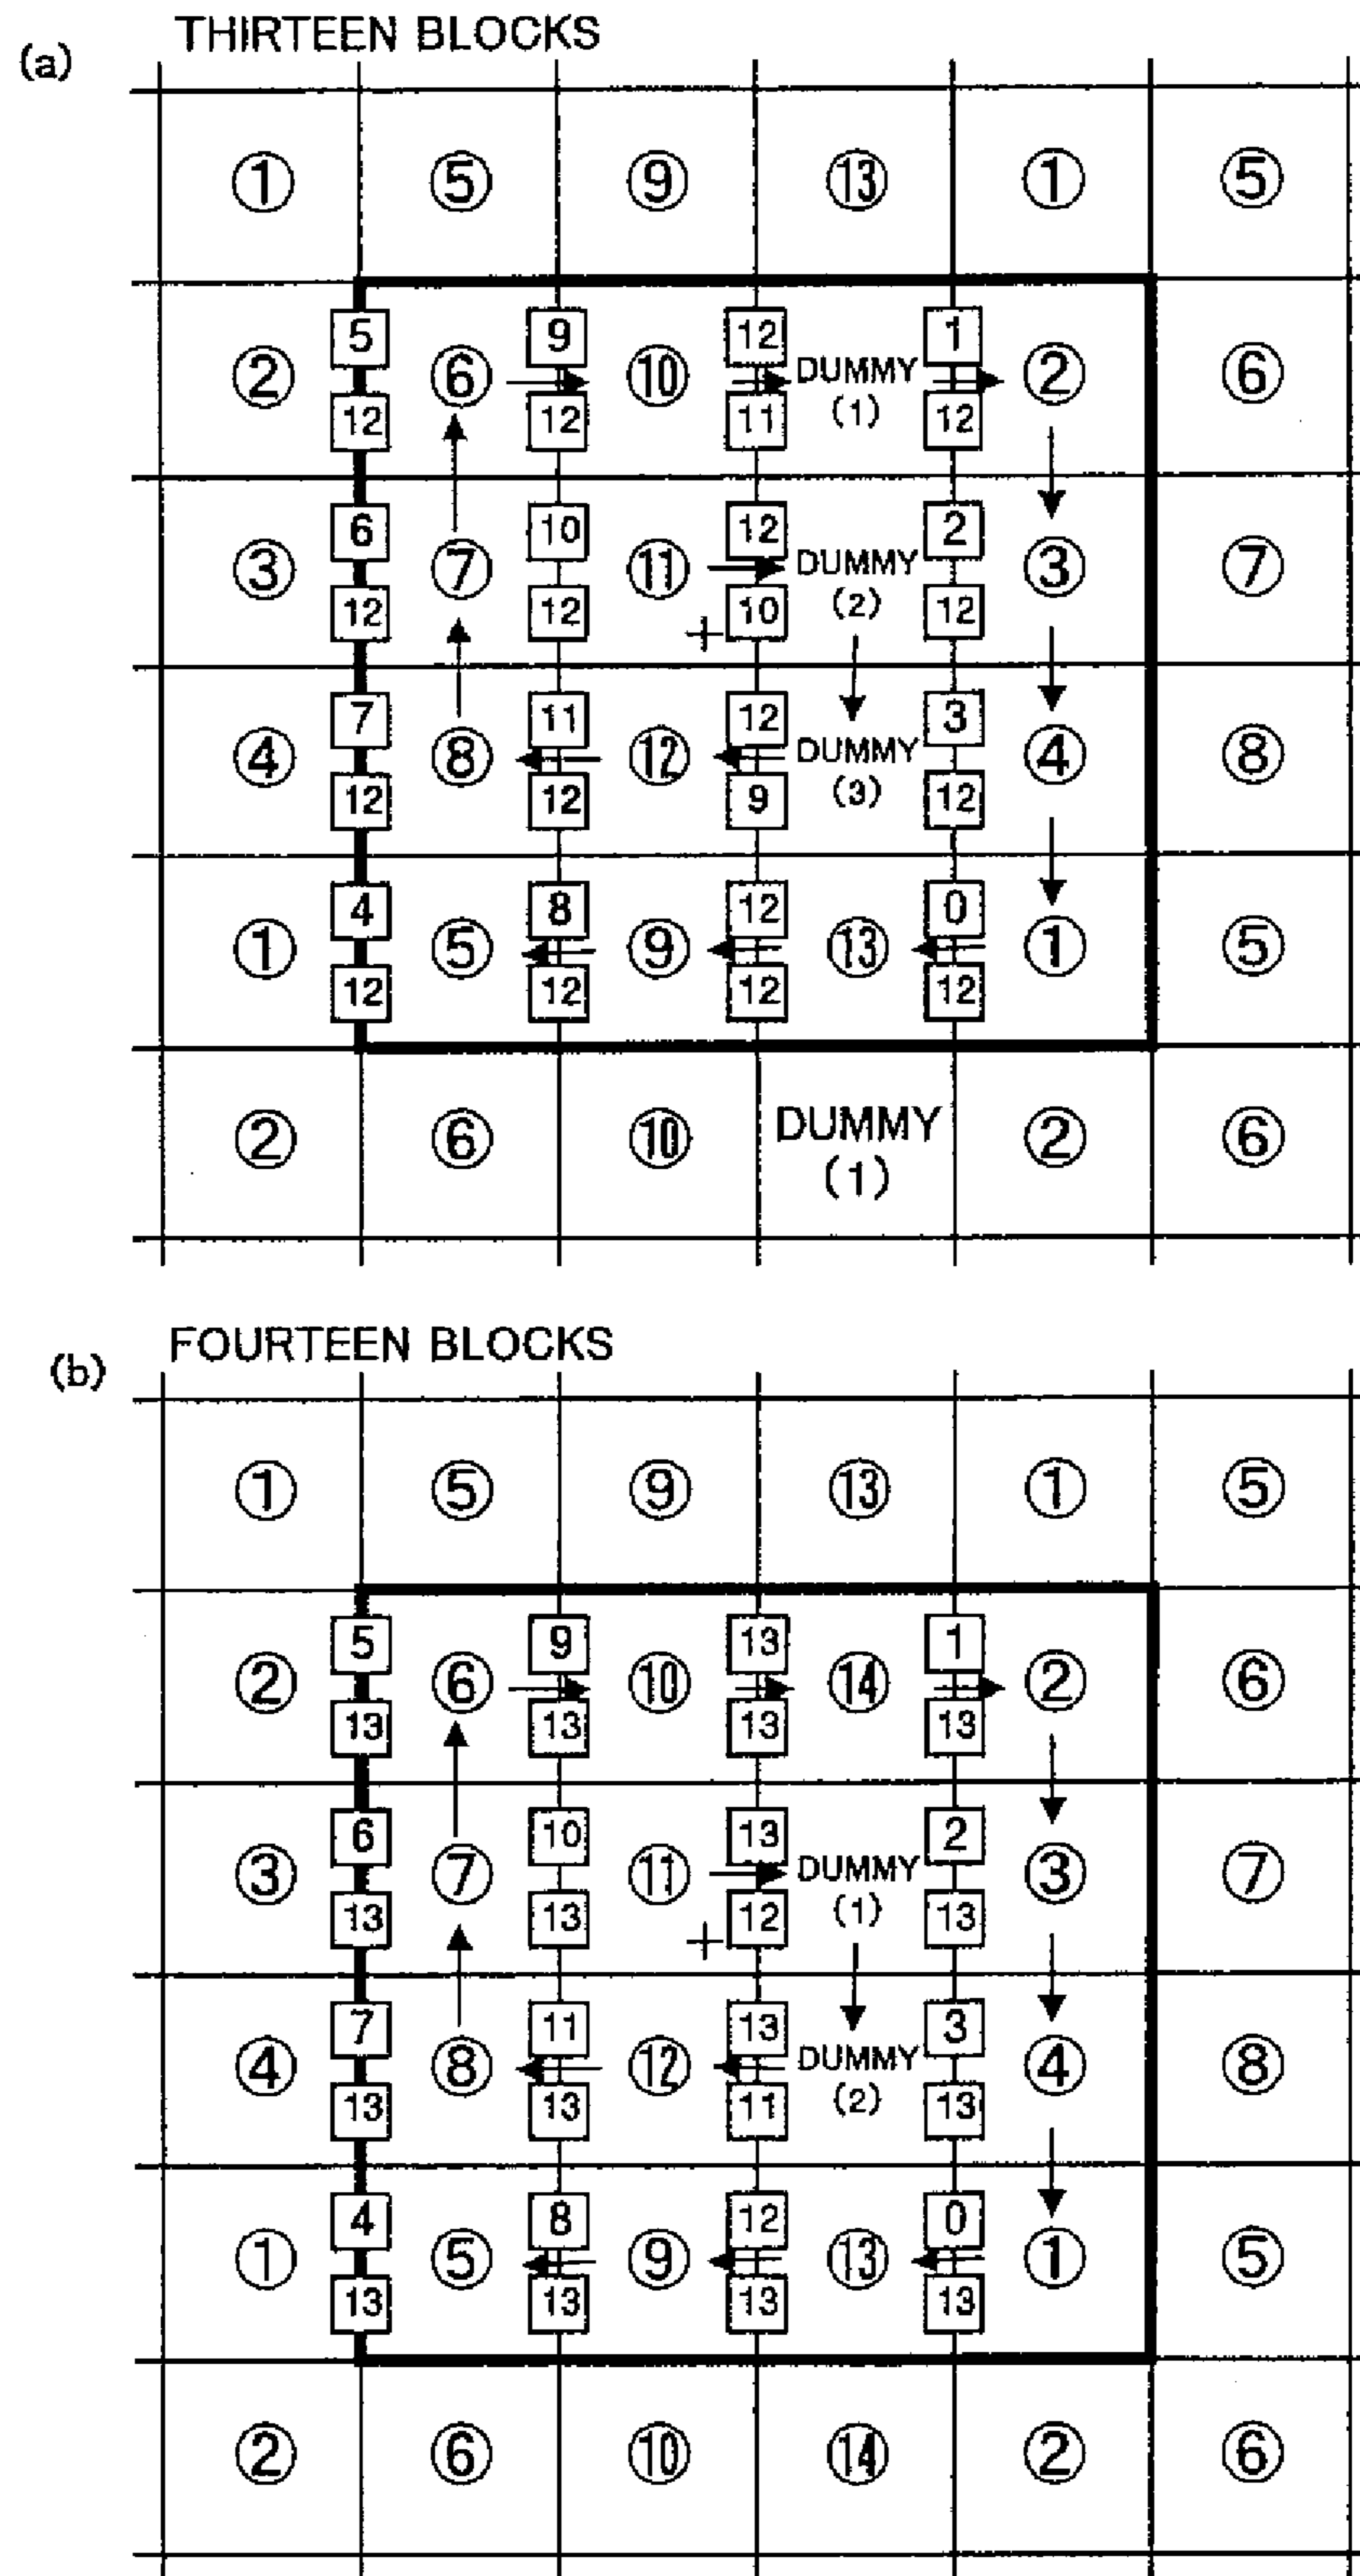 THIRTEEN BLOCKS
(a)
① ⑤ ⑨ ⑬ ① ⑤
5 9 12 1
② ⑥ ⑩ DUMMY ② ⑥
(1)
12 12 11 12
6 10 12 2
③ ⑦ ⑪ DUMMY ③ ⑦
(2)
12 12 10 12
7 11 12 3
④ ⑧ ⑫ DUMMY ④ ⑧
(3)
12 12 9 12
4 8 12 0
① ⑤ ⑨ ⑬ ① ⑤
12 12 12 12
② ⑥ ⑩ DUMMY ② ⑥
(1)
FOURTEEN BLOCKS
(b)
① ⑤ ⑨ ⑬ ① ⑤
5 9 13 1
② ⑥ ⑩ ⑭ ② ⑥
13 13 13 13
6 10 13 2
③ ⑦ ⑪ DUMMY ③ ⑦
(1)
13 13 12 13
7 11 13 3
④ ⑧ ⑫ DUMMY ④ ⑧
(2)
13 13 11 13
4 8 12 0
① ⑤ ⑨ ⑬ ① ⑤
13 13 13 13
② ⑥ ⑩ ⑭ ② ⑥